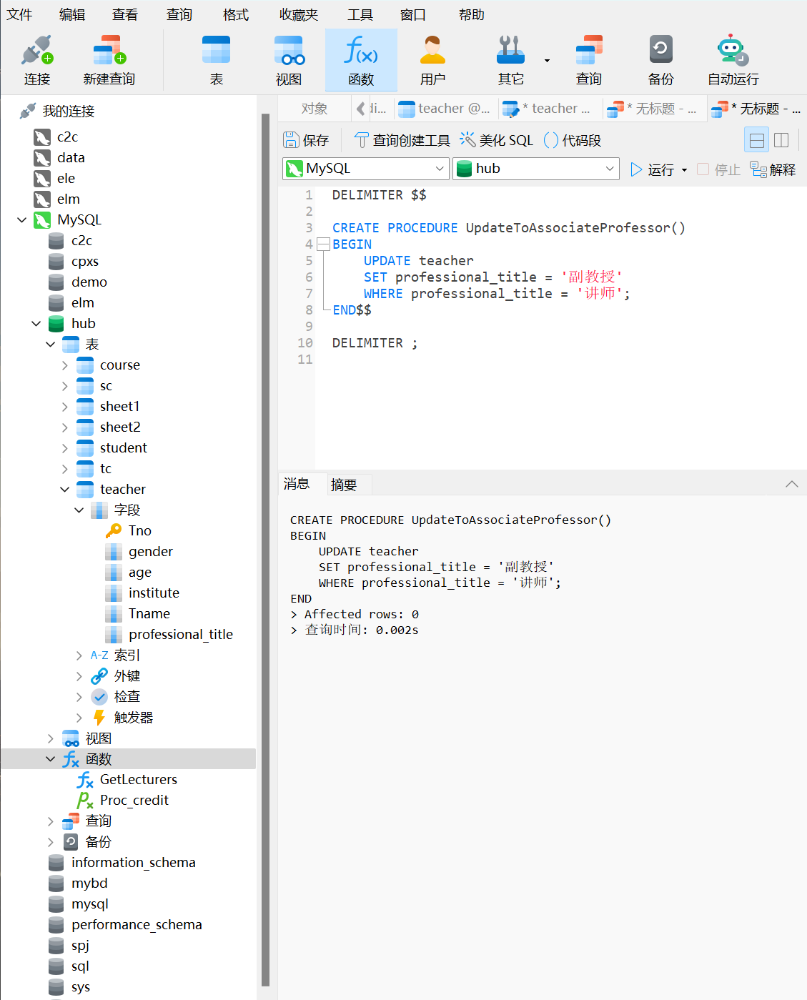 文件 编辑 查看 查询 格式 收藏夹 工具 窗口 帮助
连接 新建查询 表 视图 函数 用户 其它 查询 备份 自动运行
我的连接
c2c
data
ele
elm
MySQL
c2c
cpxs
demo
elm
hub
表
course
sc
sheet1
sheet2
student
tc
teacher
字段
Tno
gender
age
institute
Tname
professional_title
A-Z 索引
外键
检查
触发器
视图
函数
GetLecturers
Proc_credit
查询
备份
information_schema
mybd
mysql
performance_schema
spj
sql
sys
对象 di... teacher @... * teacher ... * 无标题 - ... * 无标题 - ...
保存 查询创建工具 美化 SQL () 代码段
MySQL hub 运行 停止 解释
1 DELIMITER $$
2
3 CREATE PROCEDURE UpdateToAssociateProfessor()
4 BEGIN
5 UPDATE teacher
6 SET professional_title = '副教授'
7 WHERE professional_title = '讲师';
8 END$$
9
10 DELIMITER ;
11
消息 摘要
CREATE PROCEDURE UpdateToAssociateProfessor()
BEGIN
UPDATE teacher
SET professional_title = '副教授'
WHERE professional_title = '讲师';
END
> Affected rows: 0
> 查询时间: 0.002s